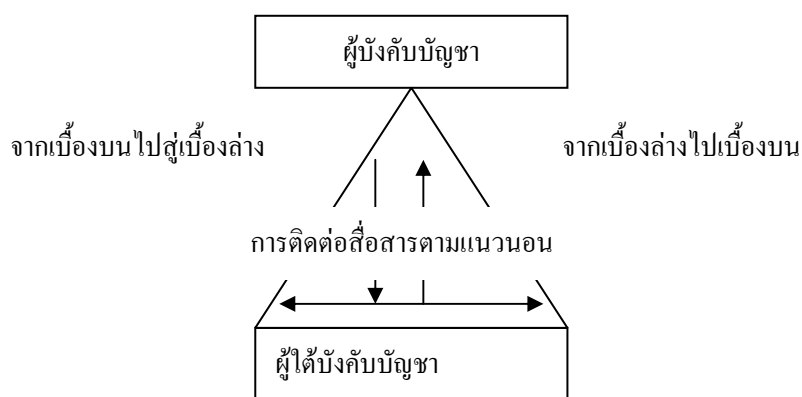 ผู้บังคับบัญชา
จากเบื้องบนไปสู่เบื้องล่าง
จากเบื้องล่างไปเบื้องบน
การติดต่อสื่อสารตามแนวนอน
ผู้ใต้บังคับบัญชา